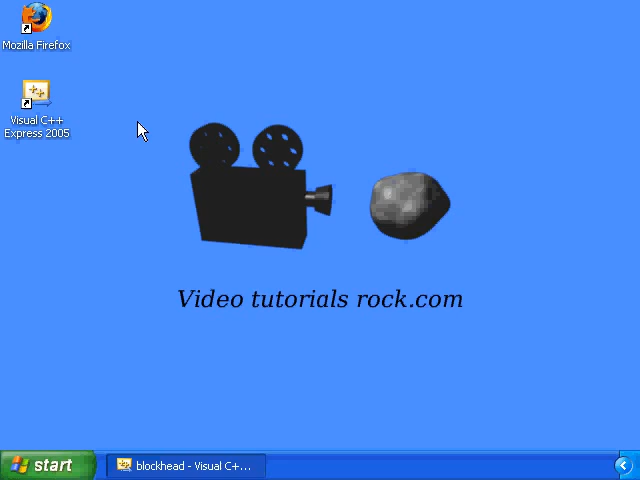 Mozilla Firefox
Visual C++
Express 2005
Video tutorials rock.com
start
blockhead - Visual C+...